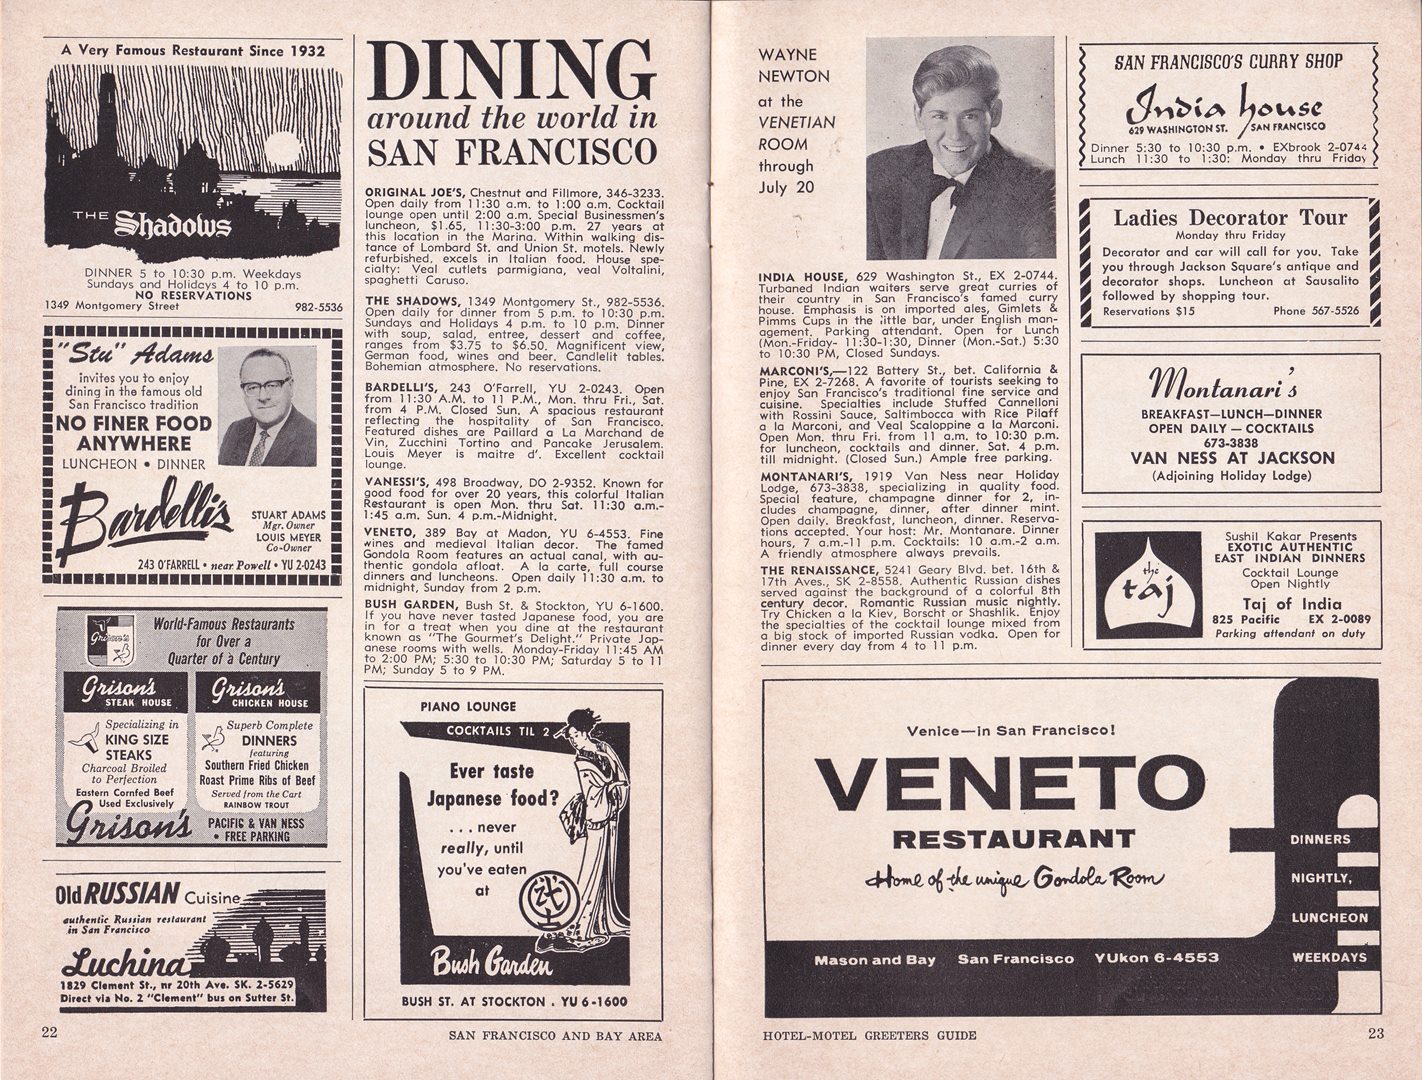 A Very Famous Restaurant Since 1932
THE Shadows
DINNER 5 to 10:30 p.m. Weekdays
Sundays and Holidays 4 to 10 p.m.
NO RESERVATIONS
1349 Montgomery Street 982-5536
"Stu" Adams
invites you to enjoy
dining in the famous old
San Francisco tradition
NO FINER FOOD
ANYWHERE
LUNCHEON • DINNER
Bardelli's
STUART ADAMS
Mgr. Owner
LOUIS MEYER
Co-Owner
243 O'FARRELL • near Powell • YU 2-0243
Grison's
World-Famous Restaurants
for Over a
Quarter of a Century
Grison's
STEAK HOUSE
Specializing in
KING SIZE
STEAKS
Charcoal Broiled
to Perfection
Eastern Cornfed Beef
Used Exclusively
Grison's
CHICKEN HOUSE
Superb Complete
DINNERS
featuring
Southern Fried Chicken
Roast Prime Ribs of Beef
Served from the Cart
RAINBOW TROUT
Grison's
PACIFIC & VAN NESS
• FREE PARKING
Old RUSSIAN Cuisine
authentic Russian restaurant
in San Francisco
Luchina
1829 Clement St., nr 20th Ave. SK. 2-5629
Direct via No. 2 "Clement" bus on Sutter St.
22
DINING
around the world in
SAN FRANCISCO
ORIGINAL JOE'S, Chestnut and Fillmore, 346-3233.
Open daily from 11:30 a.m. to 1:00 a.m. Cocktail
lounge open until 2:00 a.m. Special Businessmen's
luncheon, $1.65, 11:30-3:00 p.m. 27 years at
this location in the Marina. Within walking dis-
tance of Lombard St. and Union St. motels. Newly
refurbished, excels in Italian food. House spe-
cialty: Veal cutlets parmigiana, veal Voltalini,
spaghetti Caruso.
THE SHADOWS, 1349 Montgomery St., 982-5536.
Open daily for dinner from 5 p.m. to 10:30 p.m.
Sundays and Holidays 4 p.m. to 10 p.m. Dinner
with soup, salad, entree, dessert and coffee,
ranges from $3.75 to $6.50. Magnificent view,
German food, wines and beer. Candlelit tables.
Bohemian atmosphere. No reservations.
BARDELLI'S, 243 O'Farrell, YU 2-0243. Open
from 11:30 A.M. to 11 P.M., Mon. thru Fri., Sat.
from 4 P.M. Closed Sun. A spacious restaurant
reflecting the hospitality of San Francisco.
Featured dishes are Paillard a La Marchand de
Vin, Zucchini Tortino and Pancake Jerusalem.
Louis Meyer is maitre d'. Excellent cocktail
lounge.
VANESSI'S, 498 Broadway, DO 2-9352. Known for
good food for over 20 years, this colorful Italian
Restaurant is open Mon. thru Sat. 11:30 a.m.-
1:45 a.m. Sun. 4 p.m.-Midnight.
VENETO, 389 Bay at Madon, YU 6-4553. Fine
wines and medieval Italian decor. The famed
Gondola Room features an actual canal, with au-
thentic gondola afloat. A la carte, full course
dinners and luncheons. Open daily 11:30 a.m. to
midnight, Sunday from 2 p.m.
BUSH GARDEN, Bush St. & Stockton, YU 6-1600.
If you have never tasted Japanese food, you are
in for a treat when you dine at the restaurant
known as "The Gourmet's Delight." Private Jap-
anese rooms with wells. Monday-Friday 11:45 AM
to 2:00 PM; 5:30 to 10:30 PM; Saturday 5 to 11
PM; Sunday 5 to 9 PM.
PIANO LOUNGE
COCKTAILS TIL 2
Ever taste
Japanese food?
... never
really, until
you've eaten
at
Bush Garden
BUSH ST. AT STOCKTON . YU 6-1600
SAN FRANCISCO AND BAY AREA
WAYNE
NEWTON
at the
VENETIAN
ROOM
through
July 20
INDIA HOUSE, 629 Washington St., EX 2-0744.
Turbaned Indian waiters serve great curries of
their country in San Francisco's famed curry
house. Emphasis is on imported ales, Gimlets &
Pimms Cups in the little bar, under English man-
agement. Parking attendant. Open for Lunch
(Mon.-Friday- 11:30-1:30, Dinner (Mon.-Sat.) 5:30
to 10:30 PM, Closed Sundays.
MARCONI'S,—122 Battery St., bet. California &
Pine, EX 2-7268. A favorite of tourists seeking to
enjoy San Francisco's traditional fine service and
cuisine. Specialties include Stuffed Cannelloni
with Rossini Sauce, Saltimbocca with Rice Pilaff
a la Marconi, and Veal Scaloppine a la Marconi.
Open Mon. thru Fri. from 11 a.m. to 10:30 p.m.
for luncheon, cocktails and dinner. Sat. 4 p.m.
till midnight. (Closed Sun.) Ample free parking.
MONTANARI'S, 1919 Van Ness near Holiday
Lodge, 673-3838, specializing in quality food.
Special feature, champagne dinner for 2, in-
cludes champagne, dinner, after dinner mint.
Open daily. Breakfast, luncheon, dinner. Reserva-
tions accepted. Your host: Mr. Montanare. Dinner
hours, 7 a.m.-11 p.m. Cocktails: 10 a.m.-2 a.m.
A friendly atmosphere always prevails.
THE RENAISSANCE, 5241 Geary Blvd. bet. 16th &
17th Aves., SK 2-8558. Authentic Russian dishes
served against the background of a colorful 8th
century decor. Romantic Russian music nightly.
Try Chicken a la Kiev, Borscht or Shashlik. Enjoy
the specialties of the cocktail lounge mixed from
a big stock of imported Russian vodka. Open for
dinner every day from 4 to 11 p.m.
SAN FRANCISCO'S CURRY SHOP
India house
629 WASHINGTON ST. SAN FRANCISCO
Dinner 5:30 to 10:30 p.m. • EXbrook 2-0744
Lunch 11:30 to 1:30: Monday thru Friday
Ladies Decorator Tour
Monday thru Friday
Decorator and car will call for you. Take
you through Jackson Square's antique and
decorator shops. Luncheon at Sausalito
followed by shopping tour.
Reservations $15 Phone 567-5526
Montanari's
BREAKFAST—LUNCH—DINNER
OPEN DAILY — COCKTAILS
673-3838
VAN NESS AT JACKSON
(Adjoining Holiday Lodge)
the taj
Sushil Kakar Presents
EXOTIC AUTHENTIC
EAST INDIAN DINNERS
Cocktail Lounge
Open Nightly
Taj of India
825 Pacific EX 2-0089
Parking attendant on duty
Venice—in San Francisco!
VENETO
RESTAURANT
Home of the unique Gondola Room
DINNERS
NIGHTLY,
LUNCHEON
WEEKDAYS
Mason and Bay San Francisco YUkon 6-4553
HOTEL-MOTEL GREETERS GUIDE
23